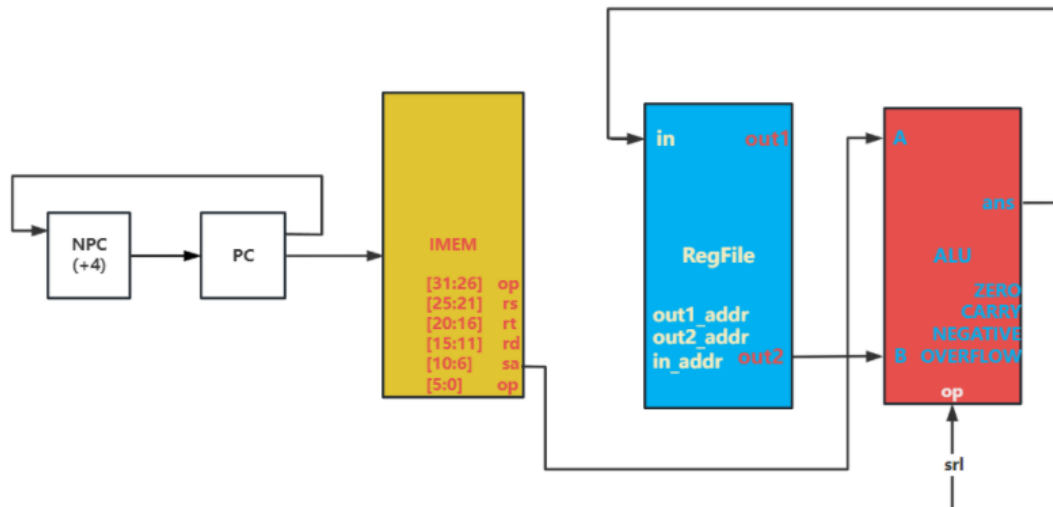 NPC
(+4)
PC
IMEM
[31:26] op
[25:21] rs
[20:16] rt
[15:11] rd
[10:6] sa
[5:0] op
in
out1
RegFile
out1_addr
out2_addr
in_addr
out2
A
ans
ALU
ZERO
CARRY
NEGATIVE
B OVERFLOW
op
srl